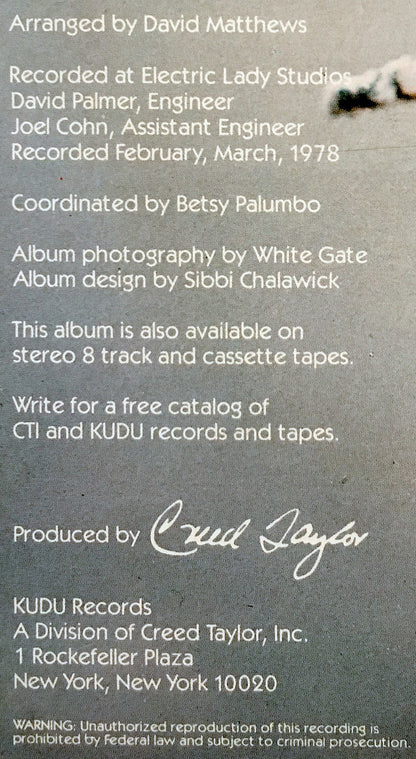 Arranged by David Matthews
Recorded at Electric Lady Studios
David Palmer, Engineer
Joel Cohn, Assistant Engineer
Recorded February, March, 1978
Coordinated by Betsy Palumbo
Album photography by White Gate
Album design by Sibbi Chalawick
This album is also available on
stereo 8 track and cassette tapes.
Write for a free catalog of
CTI and KUDU records and tapes.
Produced by Creed Taylor
KUDU Records
A Division of Creed Taylor, Inc.
1 Rockefeller Plaza
New York, New York 10020
WARNING: Unauthorized reproduction of this recording is
prohibited by Federal law and subject to criminal prosecution.